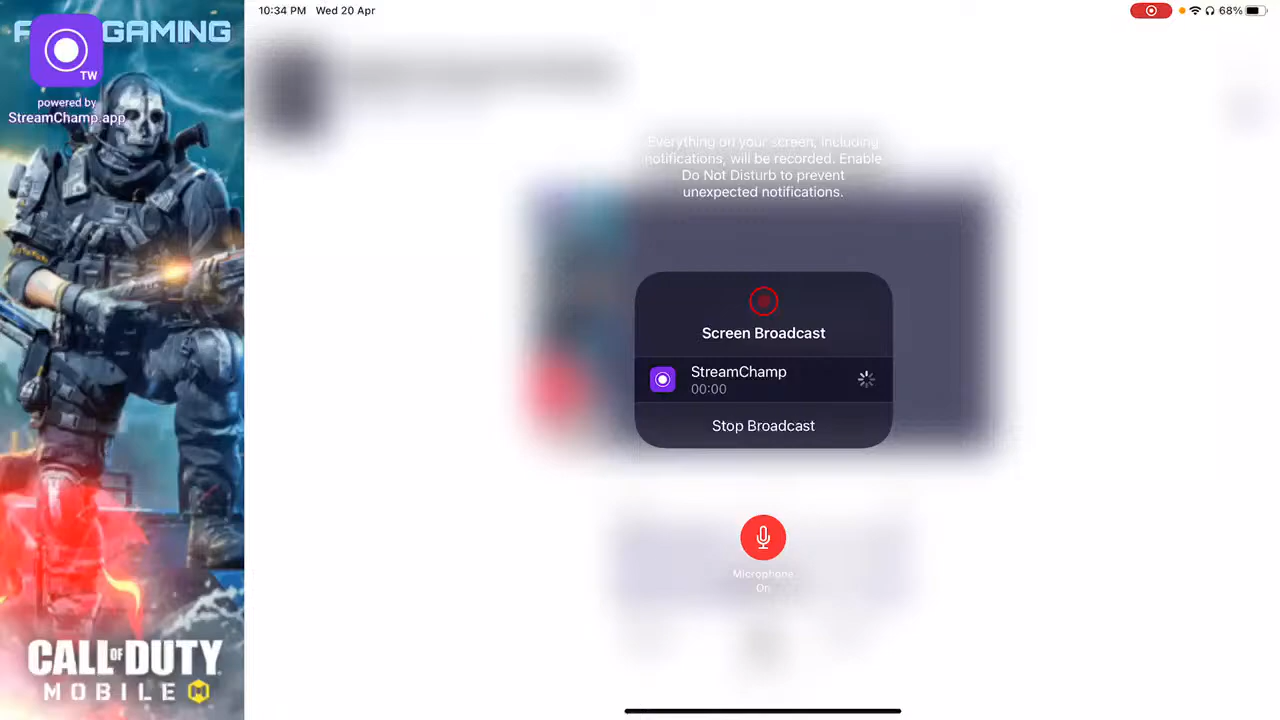 GAMING
TW
powered by
StreamChamp.app
10:34 PM Wed 20 Apr
68%
Everything on your screen, including
notifications, will be recorded. Enable
Do Not Disturb to prevent
unexpected notifications.
Screen Broadcast
StreamChamp
00:00
Stop Broadcast
Microphone
On
CALL OF DUTY
MOBILE